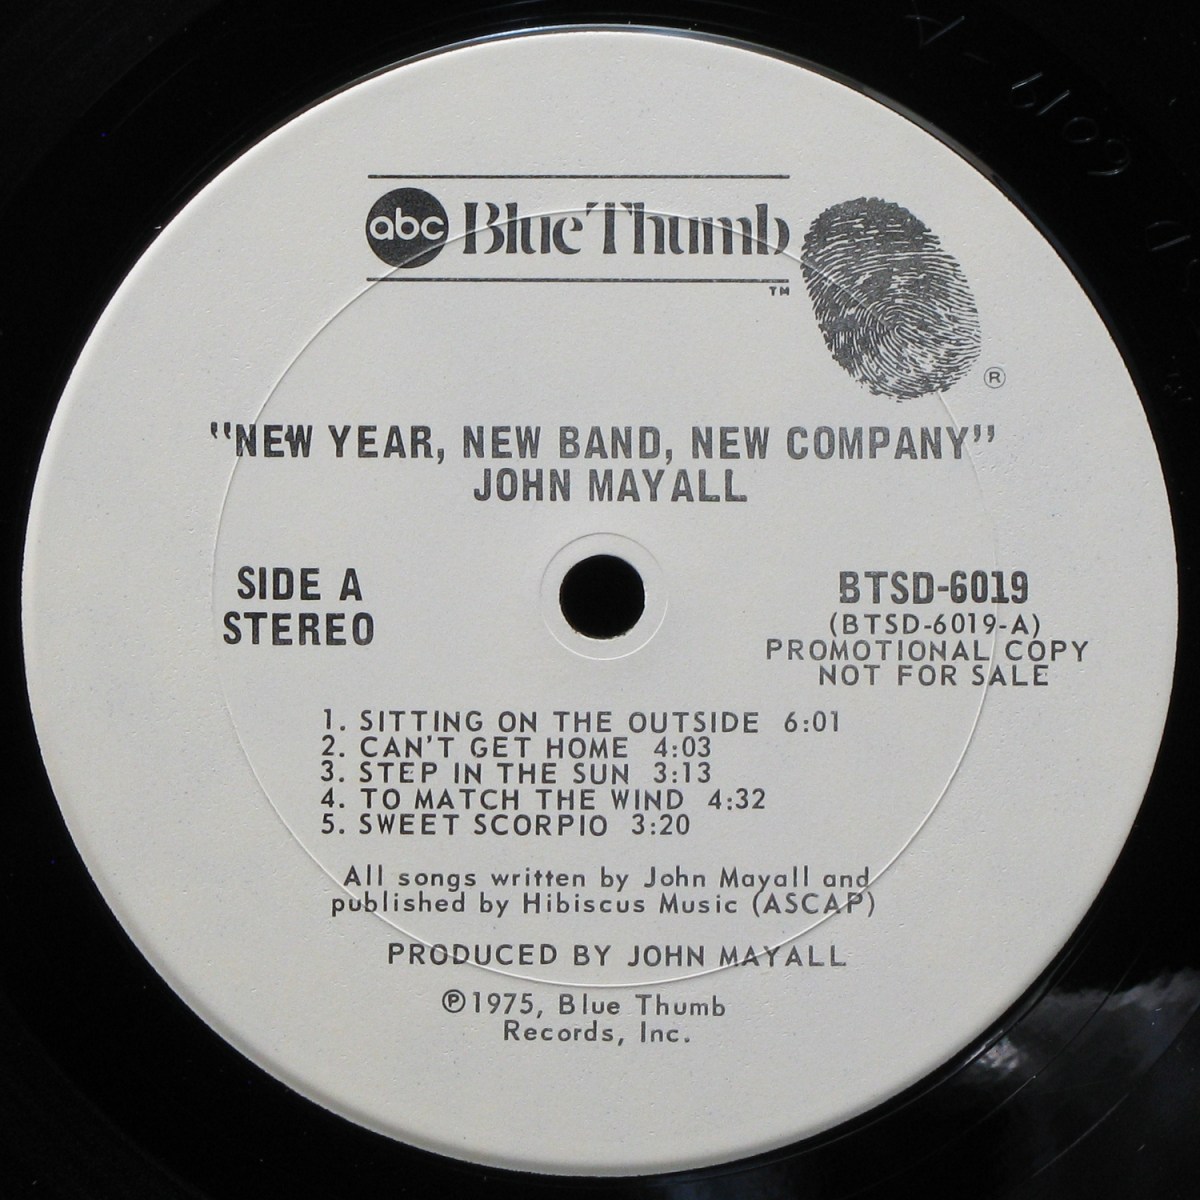 abc Blue Thumb
TM
®
"NEW YEAR, NEW BAND, NEW COMPANY"
JOHN MAYALL
SIDE A
STEREO
BTSD-6019
(BTSD-6019-A)
PROMOTIONAL COPY
NOT FOR SALE
1. SITTING ON THE OUTSIDE 6:01
2. CAN'T GET HOME 4:03
3. STEP IN THE SUN 3:13
4. TO MATCH THE WIND 4:32
5. SWEET SCORPIO 3:20
All songs written by John Mayall and
published by Hibiscus Music (ASCAP)
PRODUCED BY JOHN MAYALL
℗1975, Blue Thumb
Records, Inc.